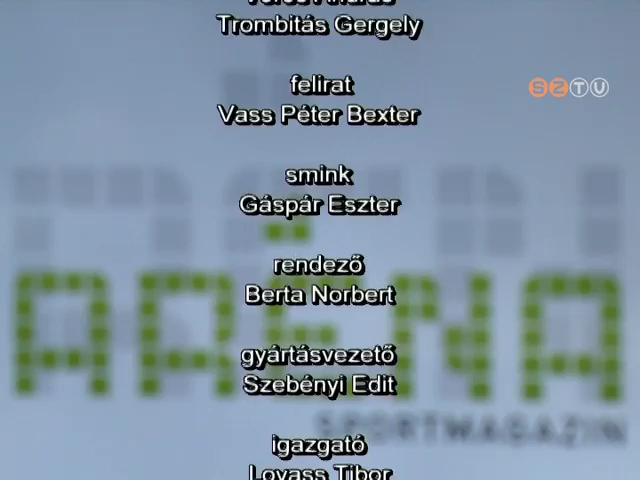 Trombitás Gergely
felirat
Vass Péter Bexter
SZTV
smink
Gáspár Eszter
rendező
Berta Norbert
ARÉNA
gyártásvezető
Szebényi Edit
SPORTMAGAZIN
igazgató
Lovass Tibor